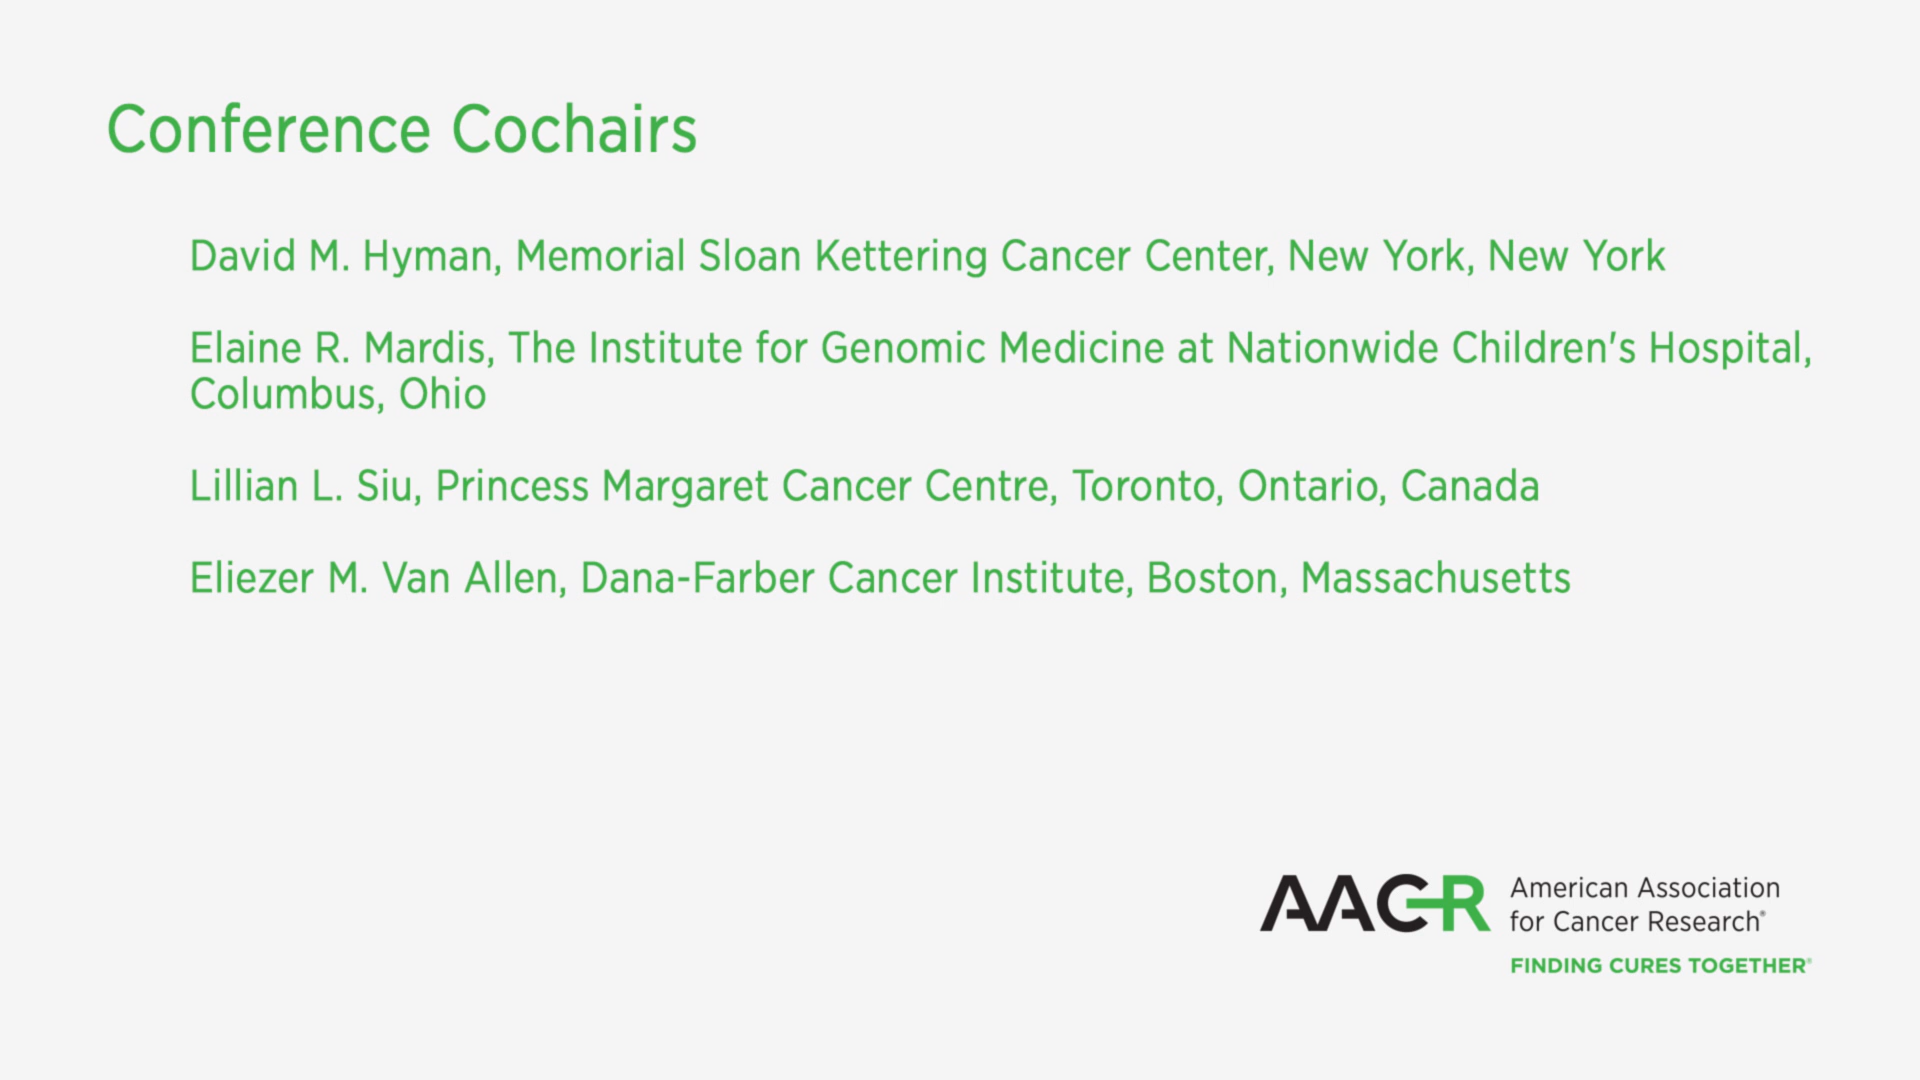 Conference Cochairs
David M. Hyman, Memorial Sloan Kettering Cancer Center, New York, New York
Elaine R. Mardis, The Institute for Genomic Medicine at Nationwide Children's Hospital,
Columbus, Ohio
Lillian L. Siu, Princess Margaret Cancer Centre, Toronto, Ontario, Canada
Eliezer M. Van Allen, Dana-Farber Cancer Institute, Boston, Massachusetts
AACR American Association
for Cancer Research®
FINDING CURES TOGETHER®